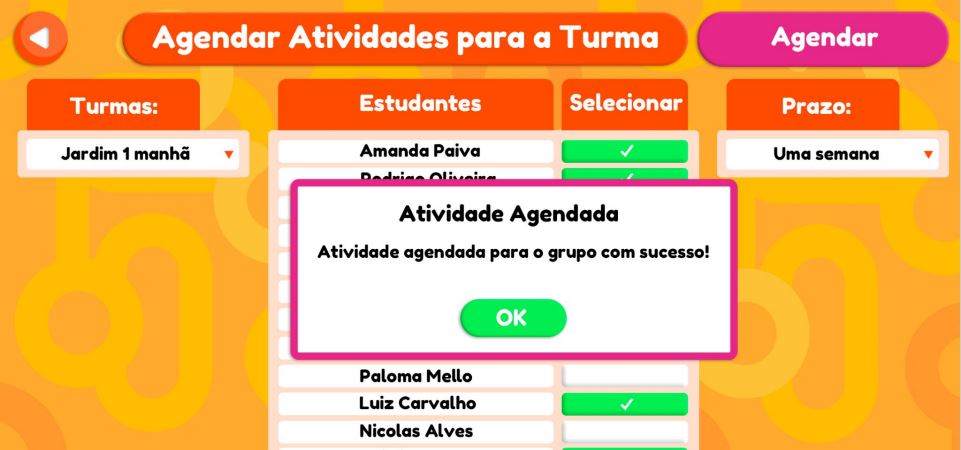 Agendar Atividades para a Turma
Agendar
Turmas:
Estudantes
Selecionar
Prazo:
Jardim 1 manhã
Amanda Paiva
Uma semana
Rodrigo Oliveira
Atividade Agendada
Atividade agendada para o grupo com sucesso!
OK
Paloma Mello
Luiz Carvalho
Nicolas Alves